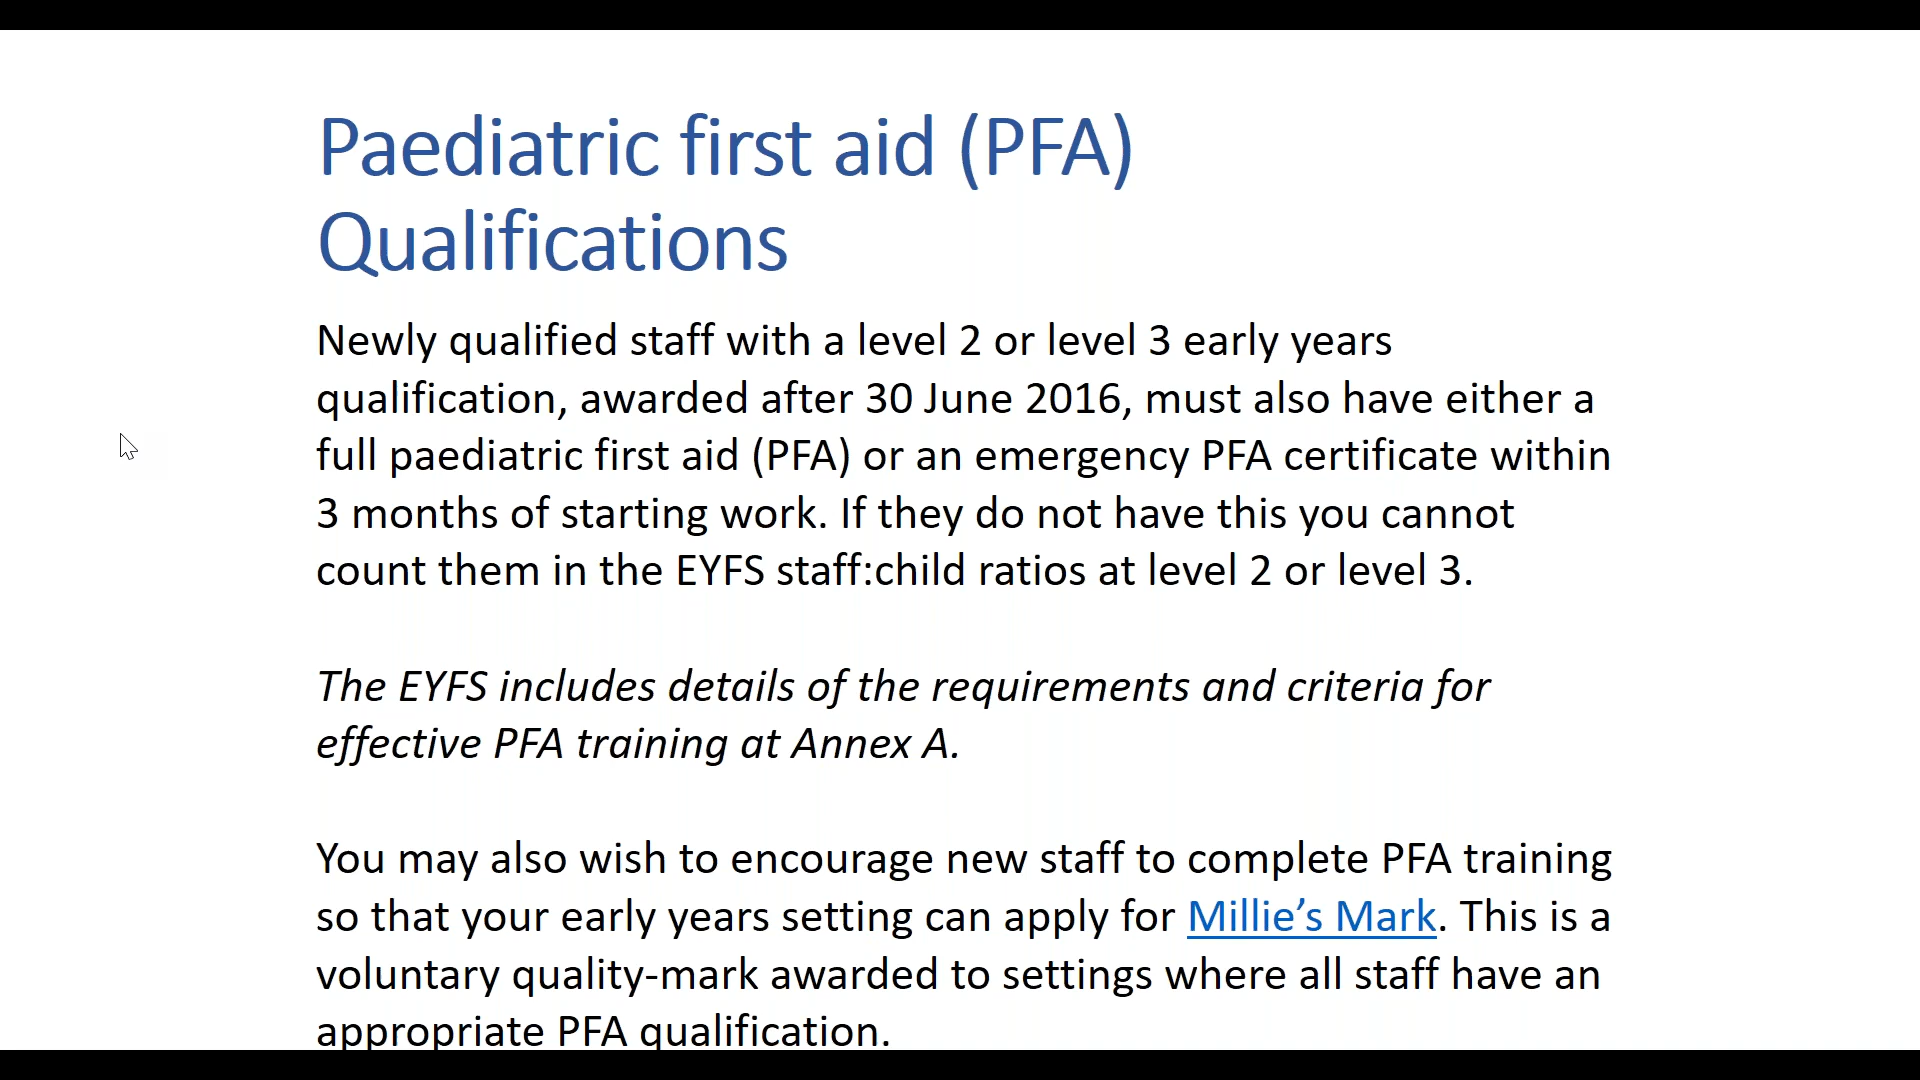 Paediatric first aid (PFA)
Qualifications
Newly qualified staff with a level 2 or level 3 early years
qualification, awarded after 30 June 2016, must also have either a
full paediatric first aid (PFA) or an emergency PFA certificate within
3 months of starting work. If they do not have this you cannot
count them in the EYFS staff:child ratios at level 2 or level 3.
The EYFS includes details of the requirements and criteria for
effective PFA training at Annex A.
You may also wish to encourage new staff to complete PFA training
so that your early years setting can apply for Millie’s Mark. This is a
voluntary quality-mark awarded to settings where all staff have an
appropriate PFA qualification.